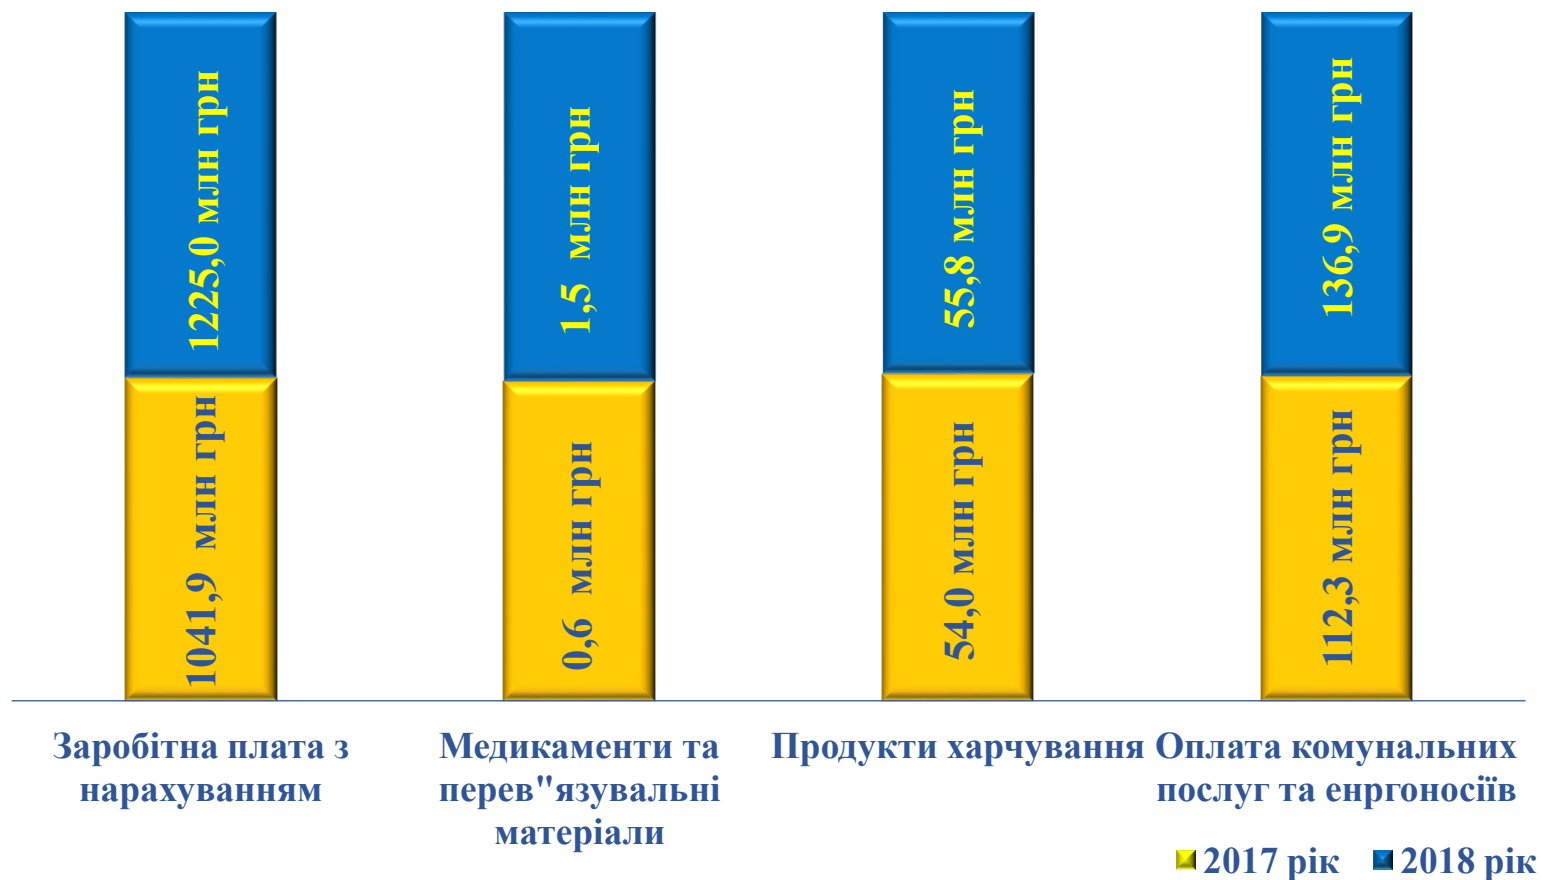 1225,0 млн грн
1,5  млн грн
55,8 млн грн
136,9 млн грн
1041,9  млн грн
0,6  млн грн
54,0 млн грн
112,3 млн грн
Заробітна плата з
нарахуванням
Медикаменти та
перев"язувальні
матеріали
Продукти харчування
Оплата комунальних
послуг та енргоносіїв
2017 рік
2018 рік